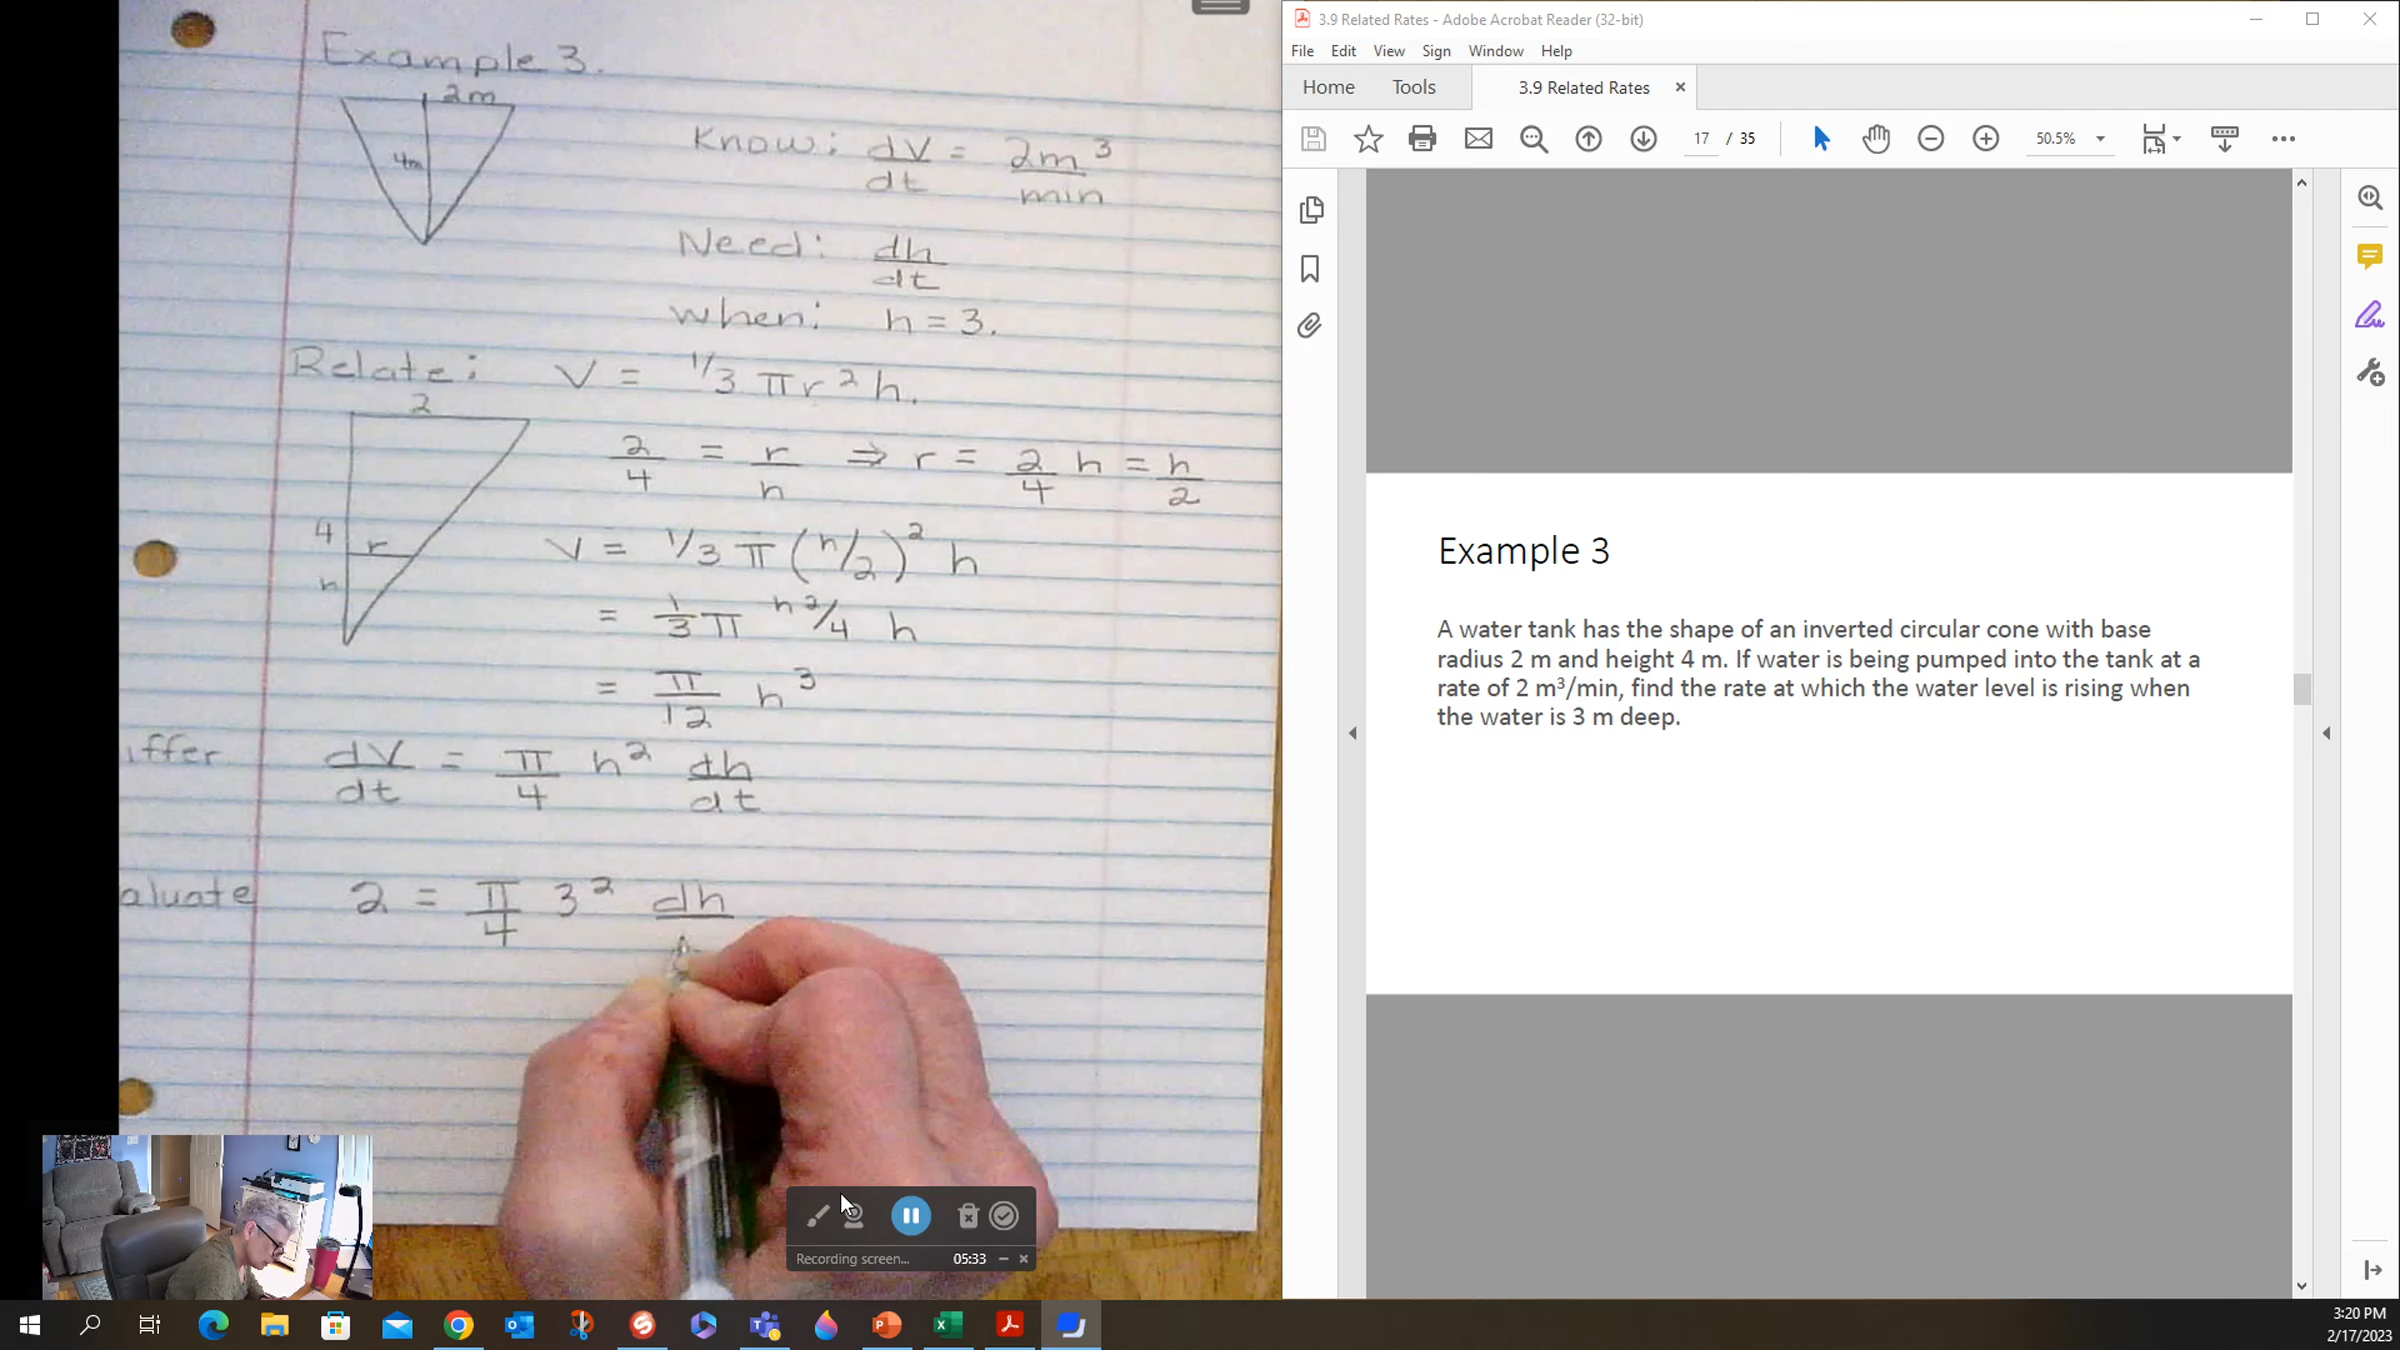 Example 3.
2m
4m
Know: dV/dt = 2m³/min
Need: dh/dt
when: h = 3.
Relate: V = 1/3 πr²h.
2
4
r
h
2/4 = r/h ⇒ r = 2/4 h = h/2
V = 1/3 π (h/2)² h
= 1/3 π h²/4 h
= π/12 h³
iffer dV/dt = π/4 h² dh/dt
aluate 2 = π/4 3² dh
Recording screen... 05:33
3.9 Related Rates - Adobe Acrobat Reader (32-bit)
File Edit View Sign Window Help
Home Tools 3.9 Related Rates
17 / 35 50.5%
Example 3
A water tank has the shape of an inverted circular cone with base
radius 2 m and height 4 m. If water is being pumped into the tank at a
rate of 2 m³/min, find the rate at which the water level is rising when
the water is 3 m deep.
3:20 PM
2/17/2023